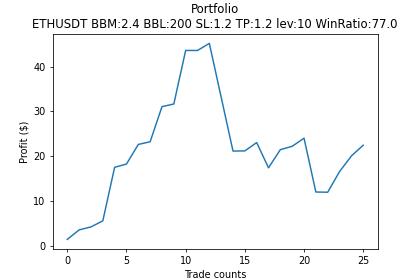 Portfolio
ETHUSDT BBM:2.4 BBL:200 SL:1.2 TP:1.2 lev:10 WinRatio:77.0
Profit ($)
40
30
20
10
0
0 5 10 15 20 25
Trade counts